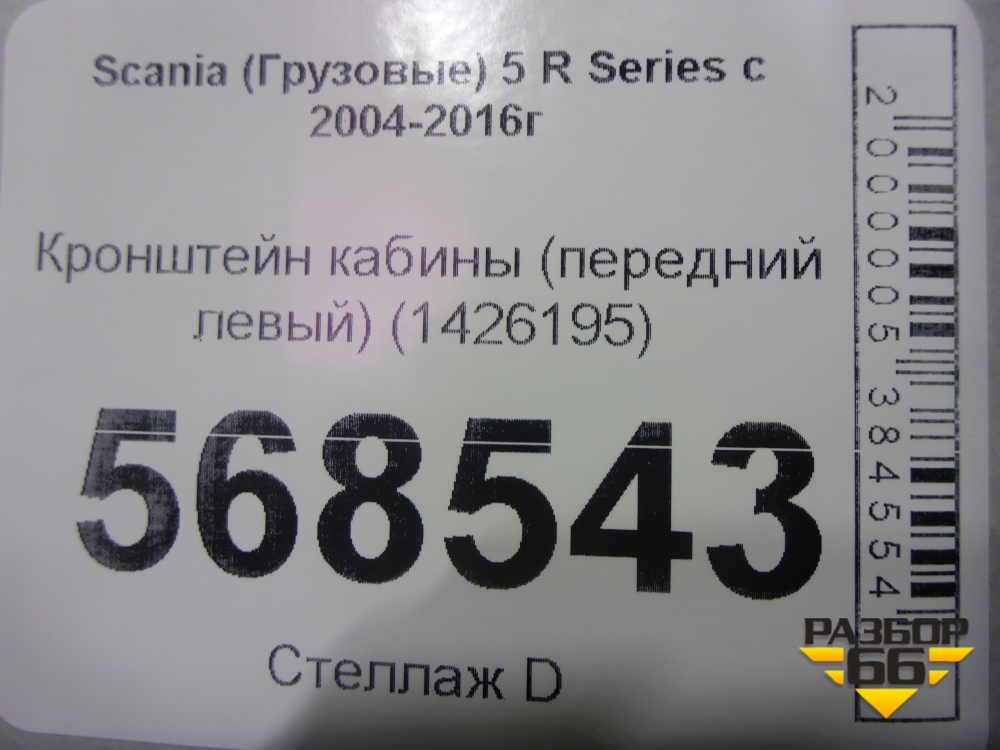 Scania (Грузовые) 5 R Series с
2004-2016г
Кронштейн кабины (передний
левый) (1426195)
568543
Стеллаж D
2000005384554
РАЗБОР
66